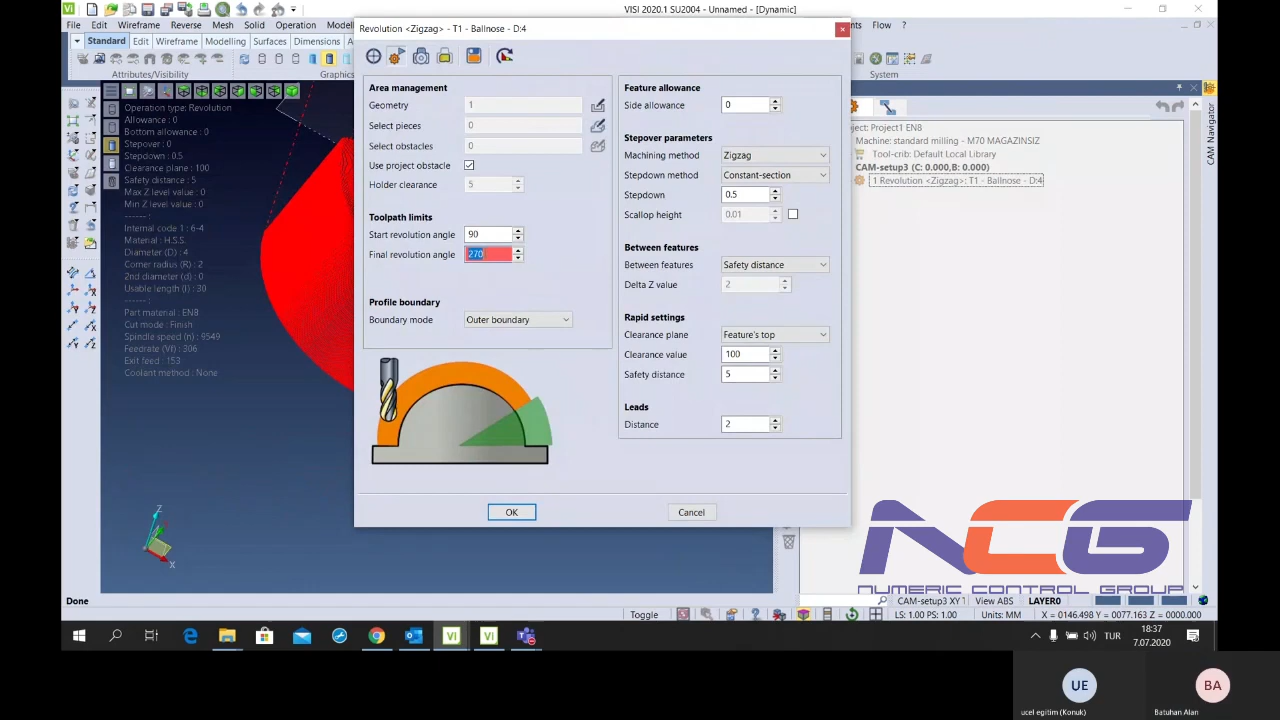 VISI 2020.1 SU2004 - Unnamed - [Dynamic]
File Edit Wireframe Reverse Mesh Solid Operation Model
Flow ?
Standard Edit Wireframe Modelling Surfaces Dimensions
Attributes/Visibility
Graphics
System
Revolution <Zigzag> - T1 - Ballnose - D:4
Operation type: Revolution
Allowance : 0
Bottom allowance : 0
Stepover : 0
Stepdown : 0.5
Clearance plane : 100
Safety distance : 5
Max Z level value : 0
Min Z level value : 0
------ :
Internal code 1 : 6-4
Material : H.S.S.
Diameter (D) : 4
Corner radius (R) : 2
2nd diameter (d) : 0
Usable length (l) : 30
------ :
Part material : EN8
Cut mode : Finish
Spindle speed (n) : 9549
Feedrate (Vf) : 306
Exit feed : 153
Coolant method : None
Area management
Geometry 1
Select pieces 0
Select obstacles 0
Use project obstacle
Holder clearance 5
Toolpath limits
Start revolution angle 90
Final revolution angle 270
Profile boundary
Boundary mode Outer boundary
Feature allowance
Side allowance 0
Stepover parameters
Machining method Zigzag
Stepdown method Constant-section
Stepdown 0.5
Scallop height 0.01
Between features
Between features Safety distance
Delta Z value 2
Rapid settings
Clearance plane Feature's top
Clearance value 100
Safety distance 5
Leads
Distance 2
OK Cancel
ject: Project1 EN8
Machine: standard milling - M70 MAGAZINSIZ
Tool-crib: Default Local Library
CAM-setup3 (C: 0.000,B: 0.000)
1 Revolution <Zigzag>: T1 - Ballnose - D:4
CAM Navigator
NCG
NUMERIC CONTROL GROUP
Z
X
Done
CAM-setup3 XY T View ABS LAYER0
Toggle
LS: 1.00 PS: 1.00 Units: MM X = 0146.498 Y = 0077.163 Z = 0000.000
TUR
18:37
7.07.2020
UE
ucel egitim (Konuk)
BA
Batuhan Alan